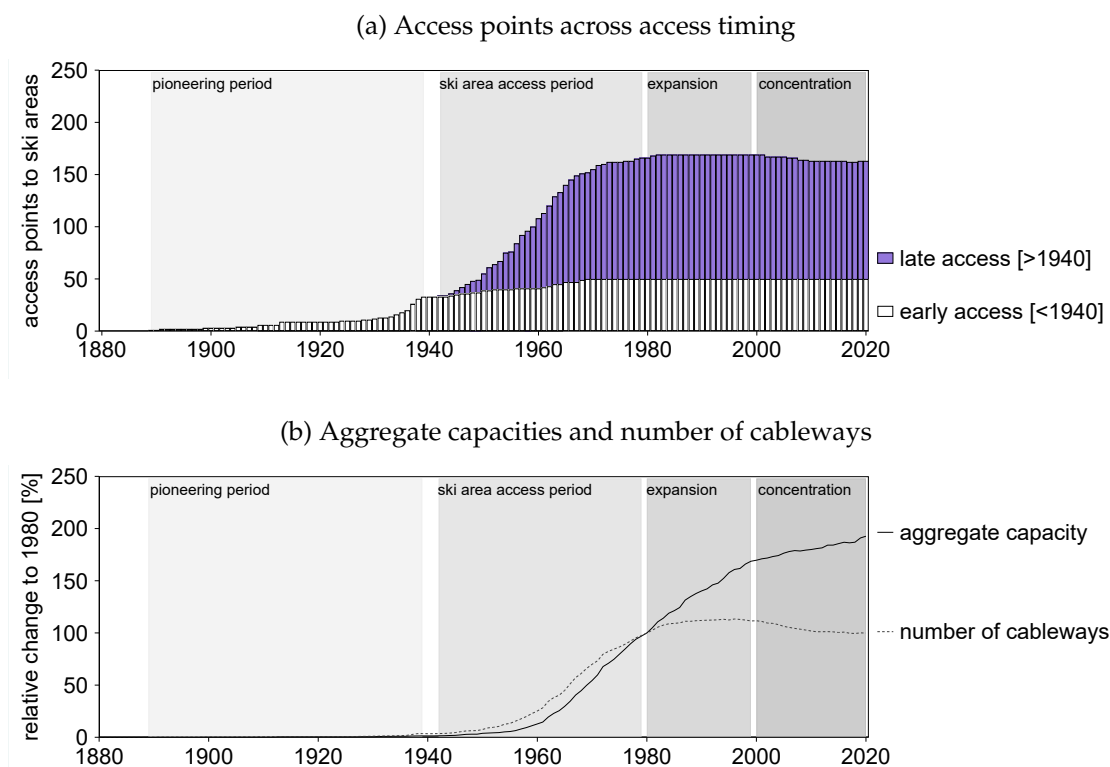 (a) Access points across access timing
access points to ski areas
250
200
150
100
50
0
pioneering period
ski area access period
expansion
concentration
1880
1900
1920
1940
1960
1980
2000
2020
late access [>1940]
early access [<1940]
(b) Aggregate capacities and number of cableways
relative change to 1980 [%]
250
200
150
100
50
0
pioneering period
ski area access period
expansion
concentration
1880
1900
1920
1940
1960
1980
2000
2020
aggregate capacity
number of cableways